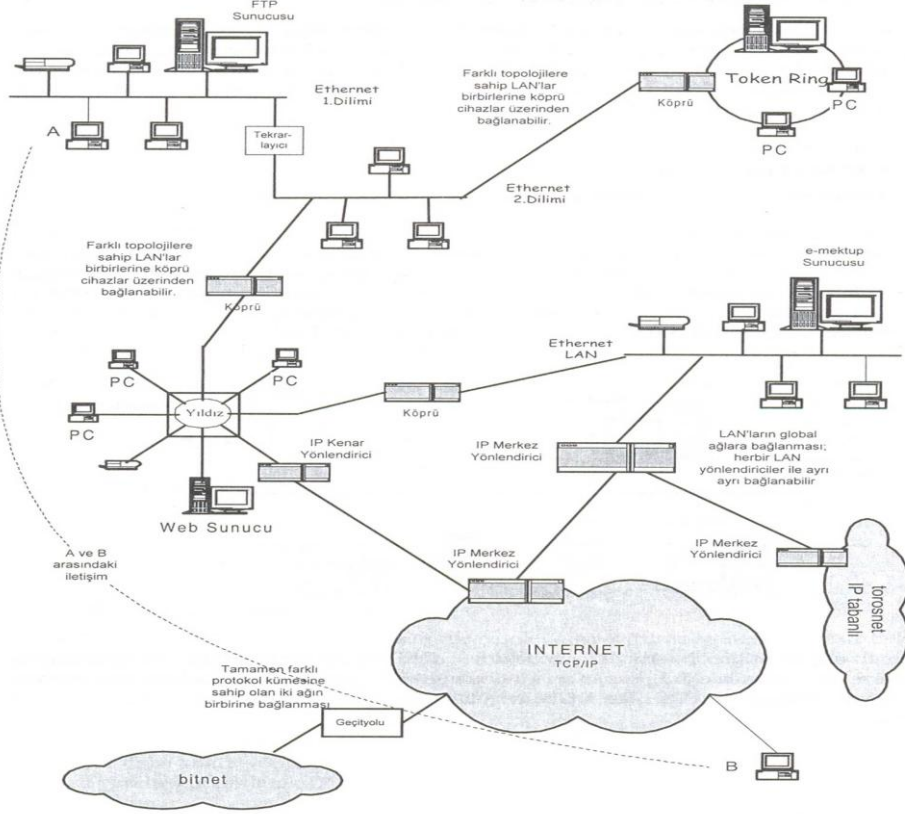 FTP
Sunucusu
Ethernet
1.Dilimi
A
Tekrar-
layıcı
Farklı topolojilere
sahip LAN'lar
birbirlerine köprü
cihazlar üzerinden
bağlanabilir.
Köprü
Token Ring
PC
PC
Ethernet
2.Dilimi
Farklı topolojilere
sahip LAN'lar
birbirlerine köprü
cihazlar üzerinden
bağlanabilir.
Köprü
e-mektup
Sunucusu
Ethernet
LAN
PC
PC
PC
Yıldız
Köprü
IP Kenar
Yönlendirici
Web Sunucu
IP Merkez
Yönlendirici
LAN'ların global
ağlara bağlanması;
herbir LAN
yönlendiriciler ile ayrı
ayrı bağlanabilir
A ve B
arasındaki
iletişim
IP Merkez
Yönlendirici
IP Merkez
Yönlendirici
torosnet
IP tabanlı
INTERNET
TCP/IP
Tamamen farklı
protokol kümesine
sahip olan iki ağın
birbirine bağlanması
Geçityolu
bitnet
B